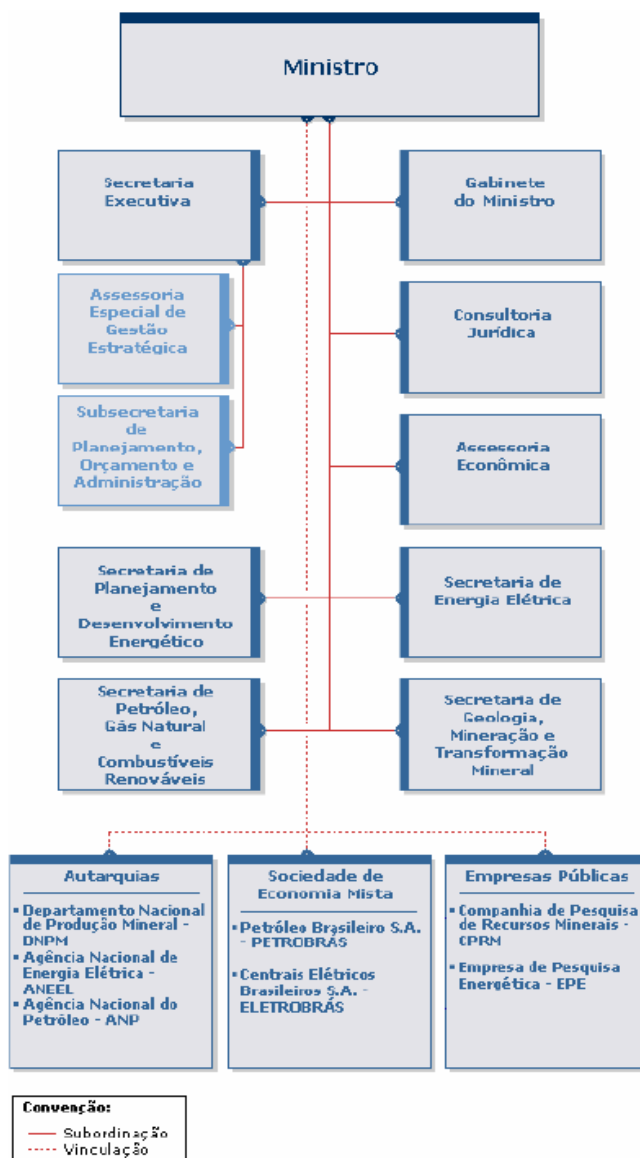 Ministro
Secretaria
Executiva
Gabinete
do Ministro
Assessoria
Especial de
Gestão
Estratégica
Consultoria
Jurídica
Subsecretaria
de
Planejamento,
Orçamento e
Administração
Assessoria
Econômica
Secretaria de
Planejamento
e
Desenvolvimento
Energético
Secretaria de
Energia Elétrica
Secretaria de
Petróleo,
Gás Natural
e
Combustíveis
Renováveis
Secretaria de
Geologia,
Mineração e
Transformação
Mineral
Autarquias
▪ Departamento Nacional
de Produção Mineral -
DNPM
▪ Agência Nacional de
Energia Elétrica -
ANEEL
▪ Agência Nacional do
Petróleo - ANP
Sociedade de
Economia Mista
▪ Petróleo Brasileiro S.A.
- PETROBRÁS
▪ Centrais Elétricos
Brasileiros S.A. -
ELETROBRÁS
Empresas Públicas
▪ Companhia de Pesquisa
de Recursos Minerais -
CPRM
▪ Empresa de Pesquisa
Energética - EPE
Convenção:
Subordinação
Vinculação